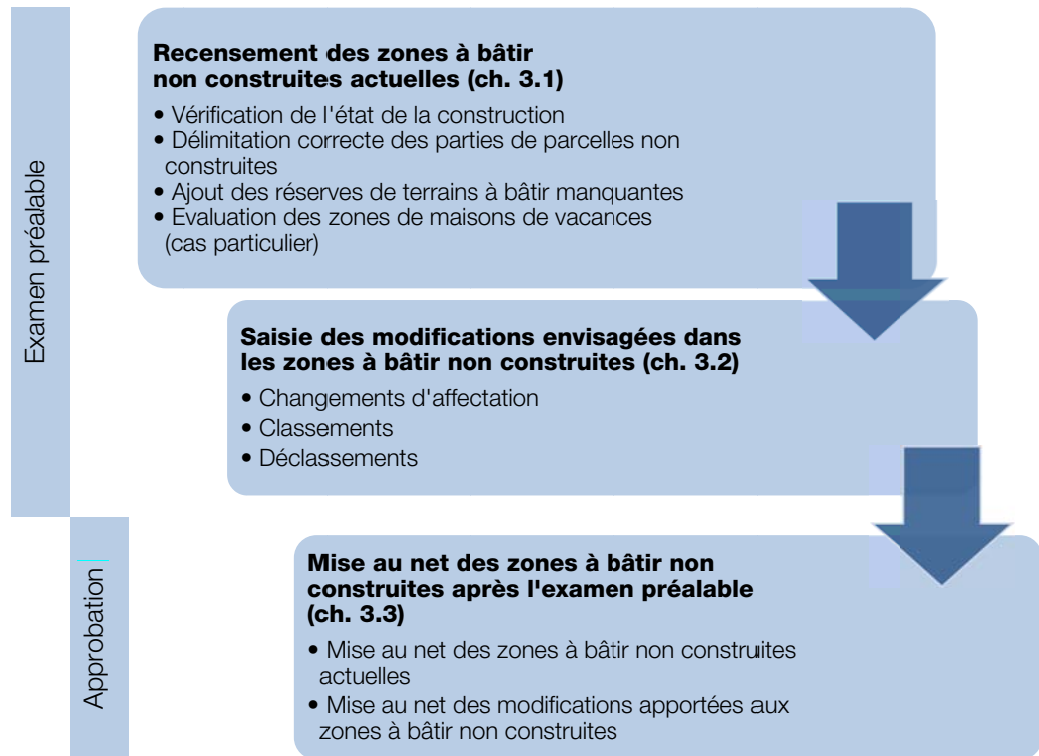 Examen préalable
Recensement des zones à bâtir
non construites actuelles (ch. 3.1)
• Vérification de l'état de la construction
• Délimitation correcte des parties de parcelles non
construites
• Ajout des réserves de terrains à bâtir manquantes
• Evaluation des zones de maisons de vacances
(cas particulier)
Saisie des modifications envisagées dans
les zones à bâtir non construites (ch. 3.2)
• Changements d'affectation
• Classements
• Déclassements
Approbation
Mise au net des zones à bâtir non
construites après l'examen préalable
(ch. 3.3)
• Mise au net des zones à bâtir non construites
actuelles
• Mise au net des modifications apportées aux
zones à bâtir non construites